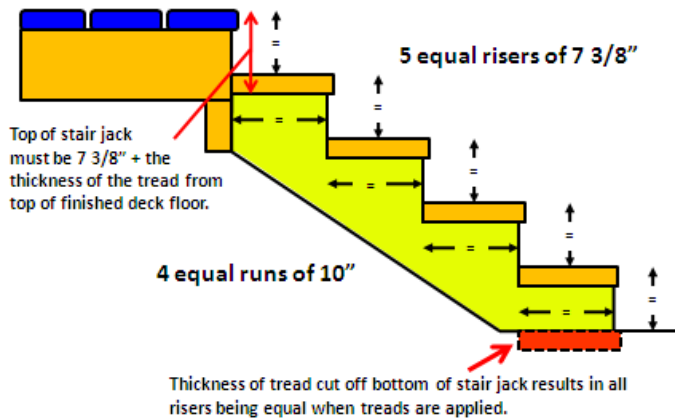 5 equal risers of 7 3/8”
=
=
=
=
=
Top of stair jack
must be 7 3/8” + the
thickness of the tread from
top of finished deck floor.
=
=
=
=
4 equal runs of 10”
Thickness of tread cut off bottom of stair jack results in all
risers being equal when treads are applied.